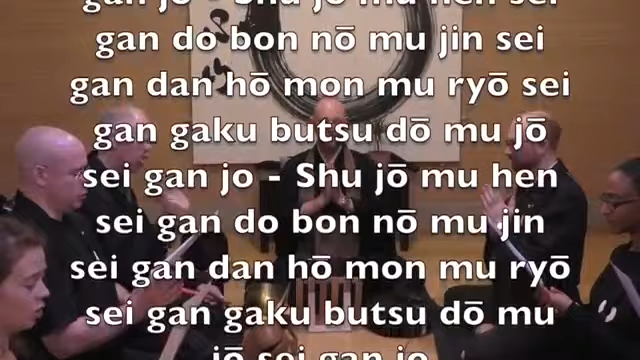 gan jo - Shu jō mu hen sei
gan do bon nō mu jin sei
gan dan hō mon mu ryō sei
gan gaku butsu dō mu jō
sei gan jo - Shu jō mu hen
sei gan do bon nō mu jin
sei gan dan hō mon mu ryō
sei gan gaku butsu dō mu
jō sei gan jo